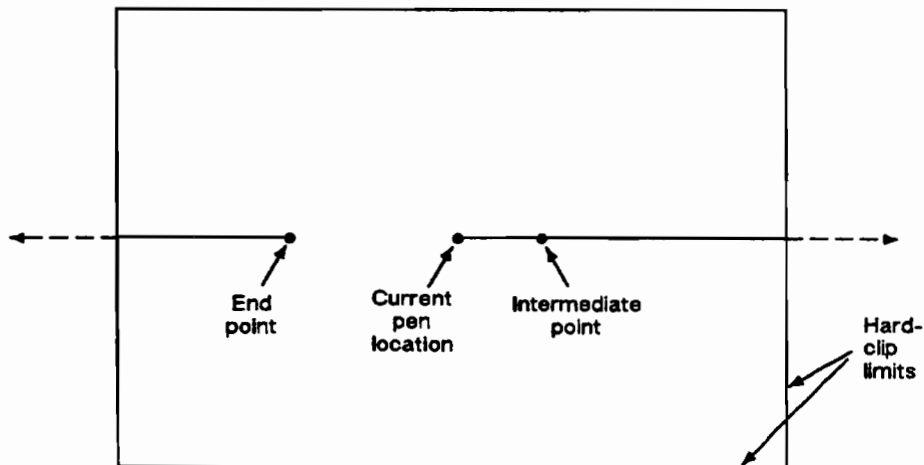 End
point
Current
pen
location
Intermediate
point
Hard-
clip
limits